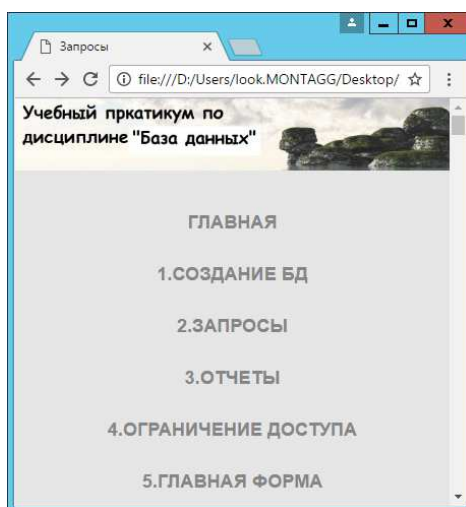 Запросы
file:///D:/Users/look.MONTAGG/Desktop/
Учебный пркатикум по
дисциплине "База данных"
ГЛАВНАЯ
1.СОЗДАНИЕ БД
2.ЗАПРОСЫ
3.ОТЧЕТЫ
4.ОГРАНИЧЕНИЕ ДОСТУПА
5.ГЛАВНАЯ ФОРМА